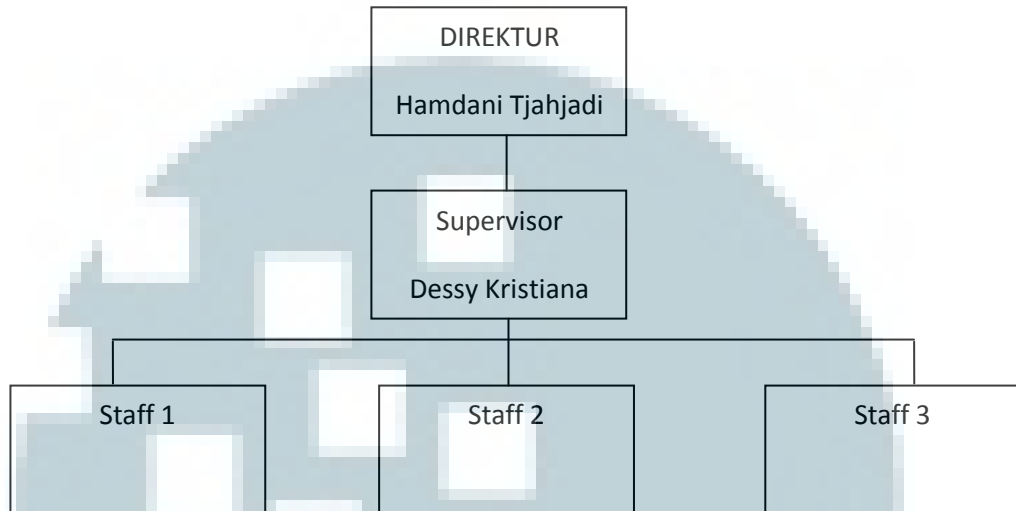 DIREKTUR
Hamdani Tjahjadi
Supervisor
Dessy Kristiana
Staff 1
Staff 2
Staff 3